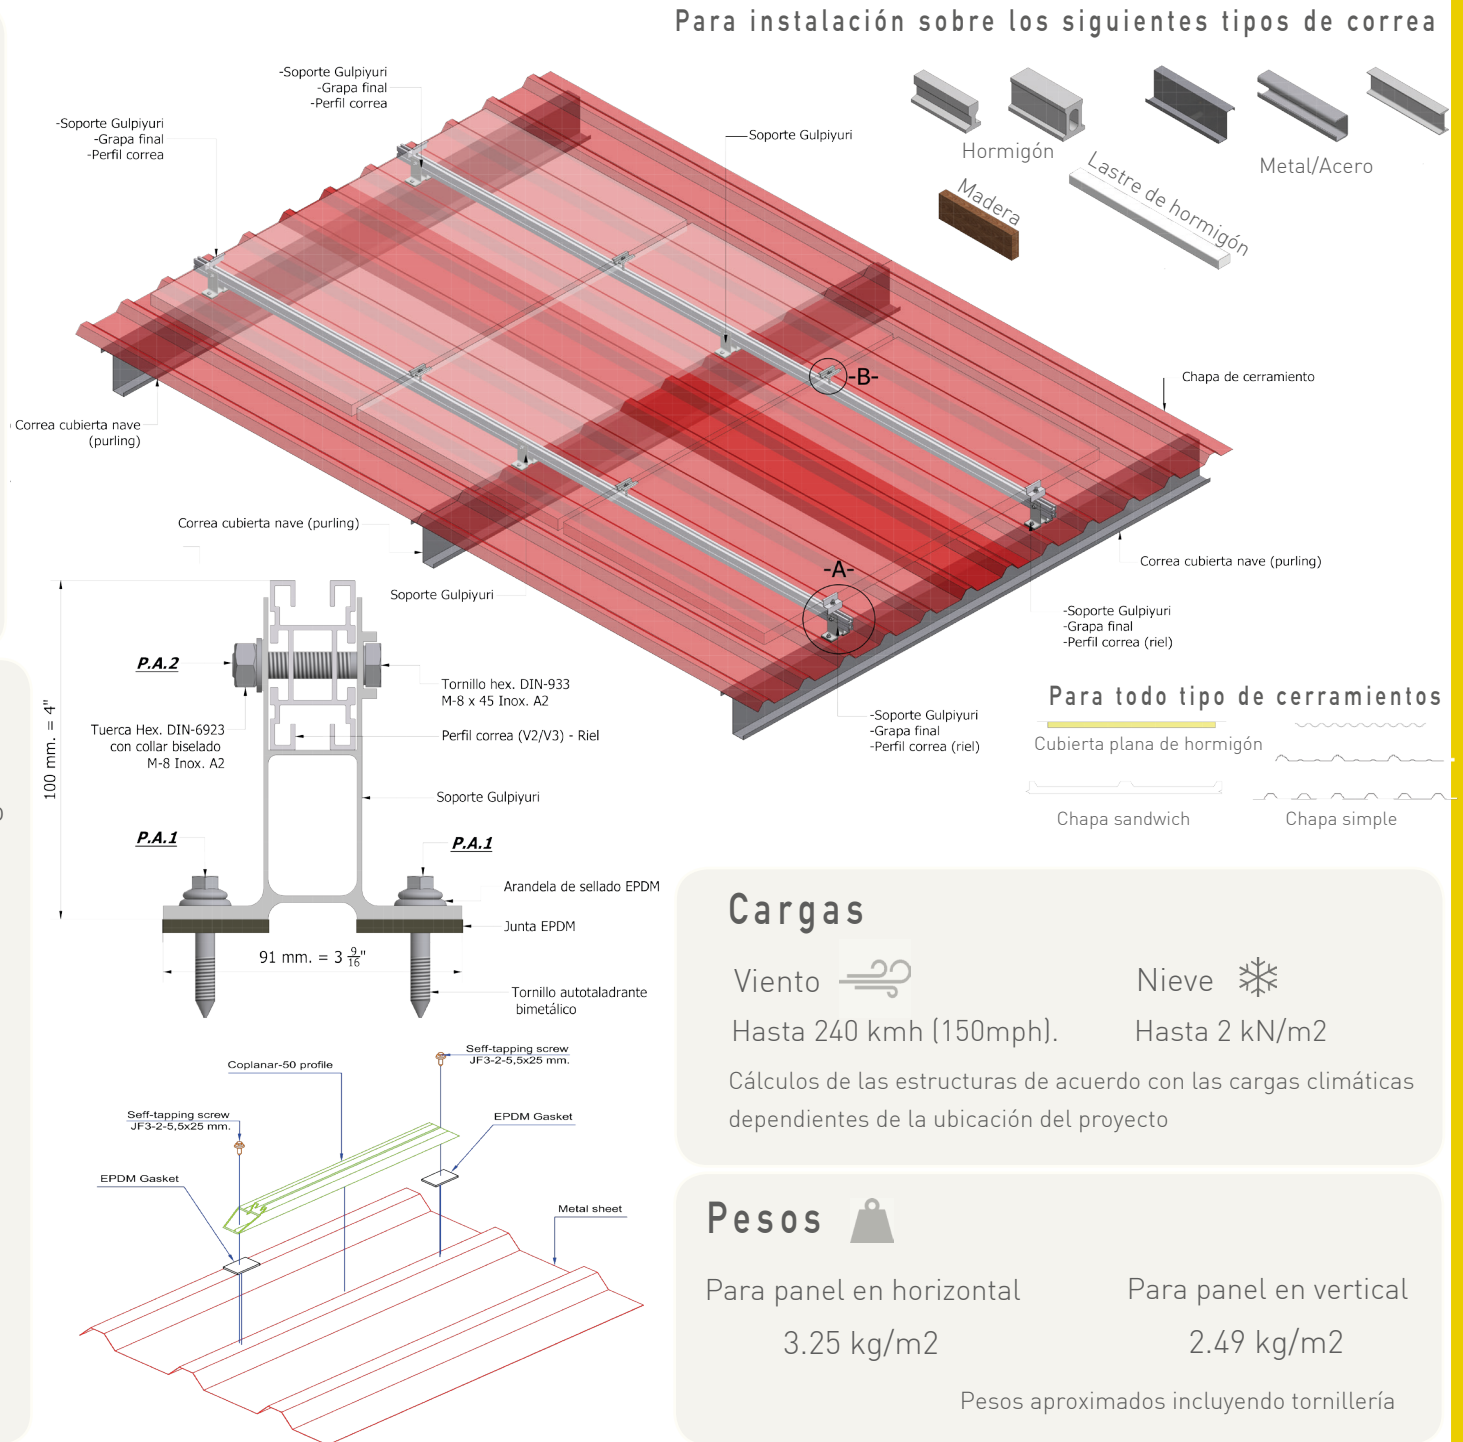 Para instalación sobre los siguientes tipos de correa
-Soporte Gulpiyuri
-Grapa final
-Perfil correa
-Soporte Gulpiyuri
-Grapa final
-Perfil correa
Soporte Gulpiyuri
Hormigón
Metal/Acero
Madera
Lastre de hormigón
-B-
Chapa de cerramiento
Correa cubierta nave
(purling)
Correa cubierta nave (purling)
-A-
Correa cubierta nave (purling)
Soporte Gulpiyuri
-Soporte Gulpiyuri
-Grapa final
-Perfil correa (riel)
-Soporte Gulpiyuri
-Grapa final
-Perfil correa (riel)
P.A.2
Tornillo hex. DIN-933
M-8 x 45 Inox. A2
Tuerca Hex. DIN-6923
con collar biselado
M-8 Inox. A2
Perfil correa (V2/V3) - Riel
100 mm. = 4"
Soporte Gulpiyuri
P.A.1
P.A.1
Arandela de sellado EPDM
Junta EPDM
91 mm. = 3 9/16"
Tornillo autotaladrante
bimetálico
Para todo tipo de cerramientos
Cubierta plana de hormigón
Chapa sandwich
Chapa simple
Seff-tapping screw
JF3-2-5,5x25 mm.
Coplanar-50 profile
Seff-tapping screw
JF3-2-5,5x25 mm.
EPDM Gasket
EPDM Gasket
Metal sheet
Cargas
Viento
Nieve
Hasta 240 kmh (150mph).
Hasta 2 kN/m2
Cálculos de las estructuras de acuerdo con las cargas climáticas
dependientes de la ubicación del proyecto
Pesos
Para panel en horizontal
Para panel en vertical
3.25 kg/m2
2.49 kg/m2
Pesos aproximados incluyendo tornillería